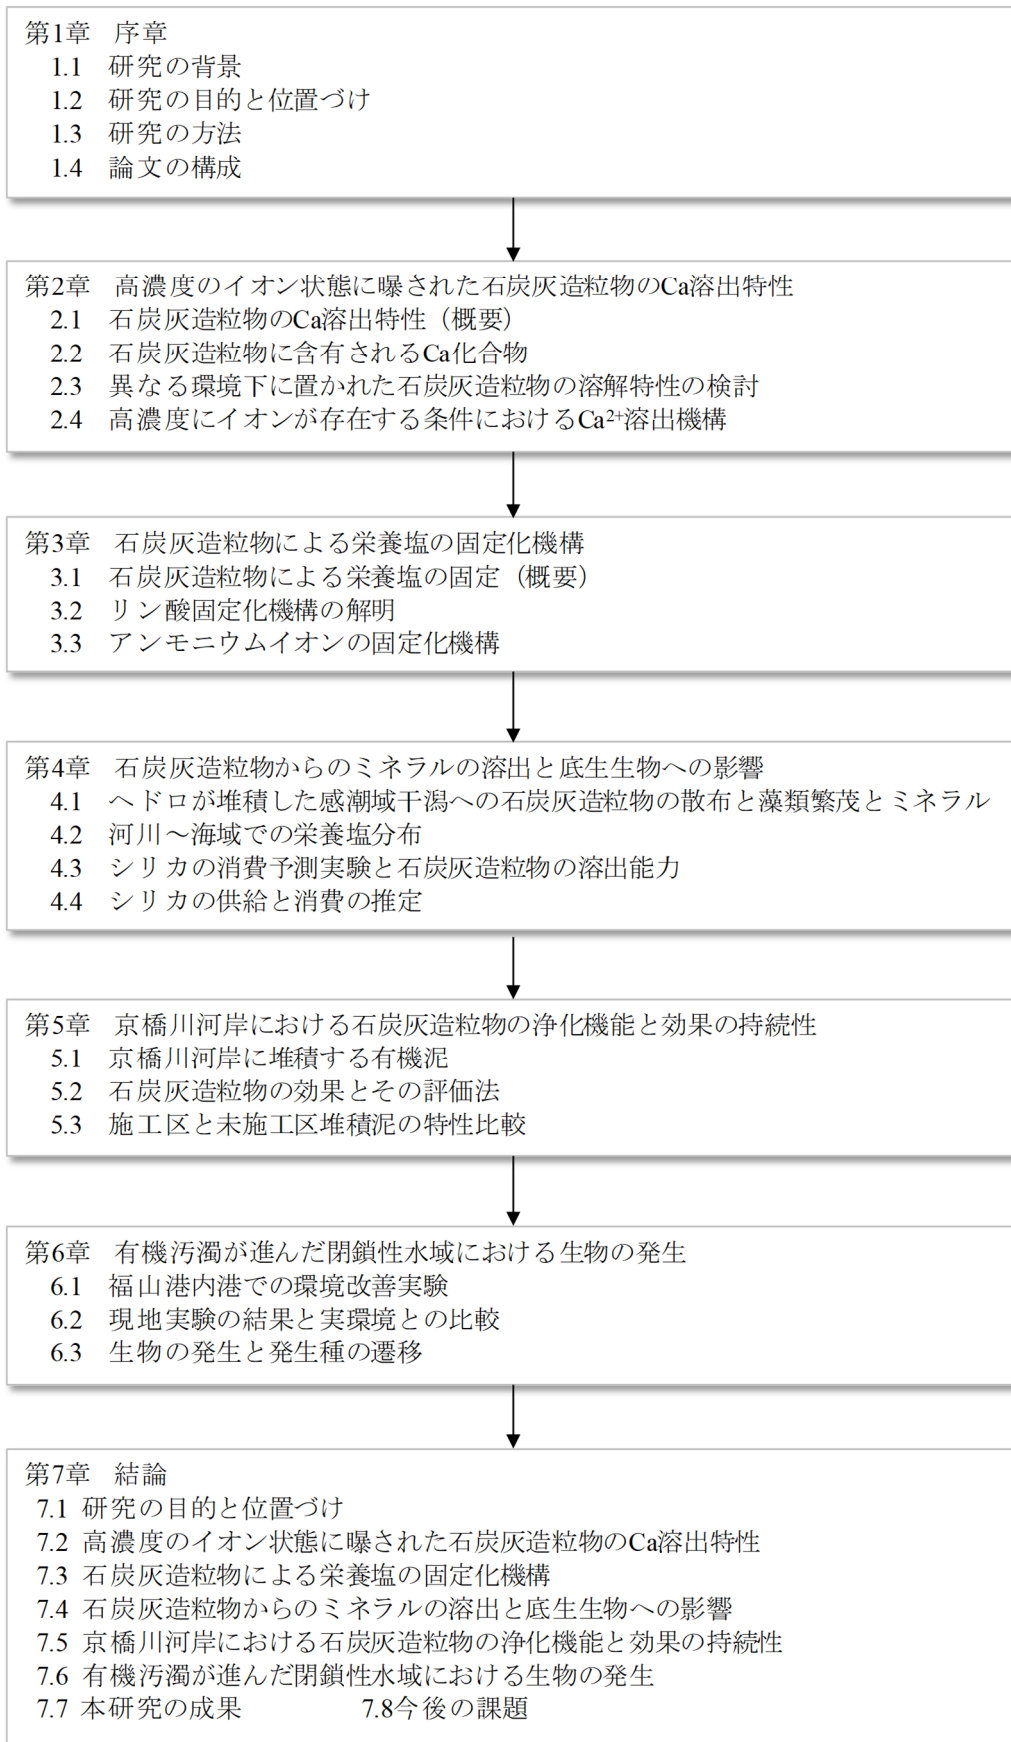 第1章　序章
1.1　研究の背景
1.2　研究の目的と位置づけ
1.3　研究の方法
1.4　論文の構成
第2章　高濃度のイオン状態に曝された石炭灰造粒物のCa溶出特性
2.1　石炭灰造粒物のCa溶出特性（概要）
2.2　石炭灰造粒物に含有されるCa化合物
2.3　異なる環境下に置かれた石炭灰造粒物の溶解特性の検討
2.4　高濃度にイオンが存在する条件におけるCa²⁺溶出機構
第3章　石炭灰造粒物による栄養塩の固定化機構
3.1　石炭灰造粒物による栄養塩の固定（概要）
3.2　リン酸固定化機構の解明
3.3　アンモニウムイオンの固定化機構
第4章　石炭灰造粒物からのミネラルの溶出と底生生物への影響
4.1　ヘドロが堆積した感潮域干潟への石炭灰造粒物の散布と藻類繁茂とミネラル
4.2　河川～海域での栄養塩分布
4.3　シリカの消費予測実験と石炭灰造粒物の溶出能力
4.4　シリカの供給と消費の推定
第5章　京橋川河岸における石炭灰造粒物の浄化機能と効果の持続性
5.1　京橋川河岸に堆積する有機泥
5.2　石炭灰造粒物の効果とその評価法
5.3　施工区と未施工区堆積泥の特性比較
第6章　有機汚濁が進んだ閉鎖性水域における生物の発生
6.1　福山港内港での環境改善実験
6.2　現地実験の結果と実環境との比較
6.3　生物の発生と発生種の遷移
第7章　結論
7.1 研究の目的と位置づけ
7.2 高濃度のイオン状態に曝された石炭灰造粒物のCa溶出特性
7.3 石炭灰造粒物による栄養塩の固定化機構
7.4 石炭灰造粒物からのミネラルの溶出と底生生物への影響
7.5 京橋川河岸における石炭灰造粒物の浄化機能と効果の持続性
7.6 有機汚濁が進んだ閉鎖性水域における生物の発生
7.7 本研究の成果　　　　7.8今後の課題